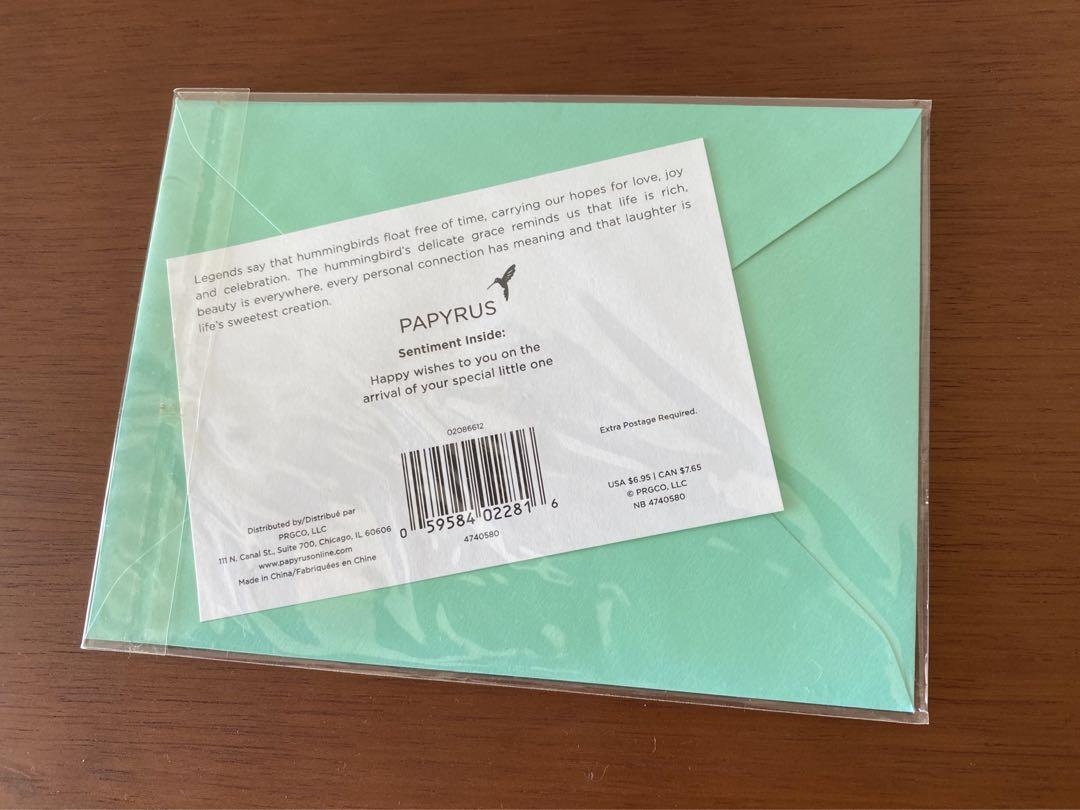 Legends say that hummingbirds float free of time, carrying our hopes for love, joy
and celebration. The hummingbird's delicate grace reminds us that life is rich,
beauty is everywhere, every personal connection has meaning and that laughter is
life's sweetest creation.
PAPYRUS
Sentiment Inside:
Happy wishes to you on the
arrival of your special little one
02086612
0 59584 02281 6
4740580
Extra Postage Required.
USA $6.95 | CAN $7.65
© PRGCO, LLC
NB 4740580
Distributed by/Distribué par
PRGCO, LLC
111 N. Canal St., Suite 700, Chicago, IL 60606
www.papyrusonline.com
Made in China/Fabriquées en Chine